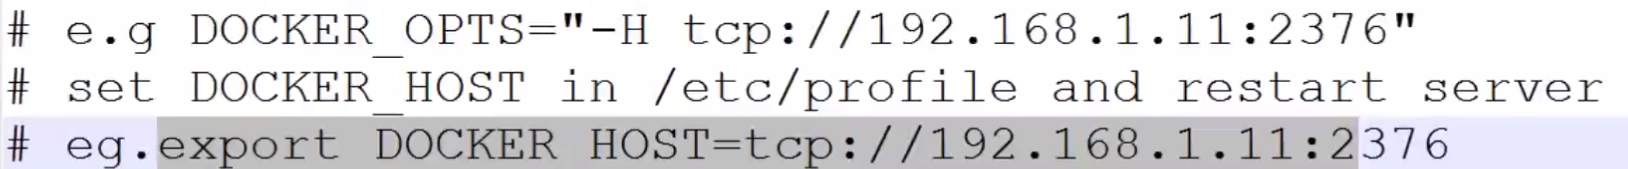 # e.g DOCKER_OPTS="-H tcp://192.168.1.11:2376"
# set DOCKER_HOST in /etc/profile and restart server
# eg.export DOCKER HOST=tcp://192.168.1.11:2376